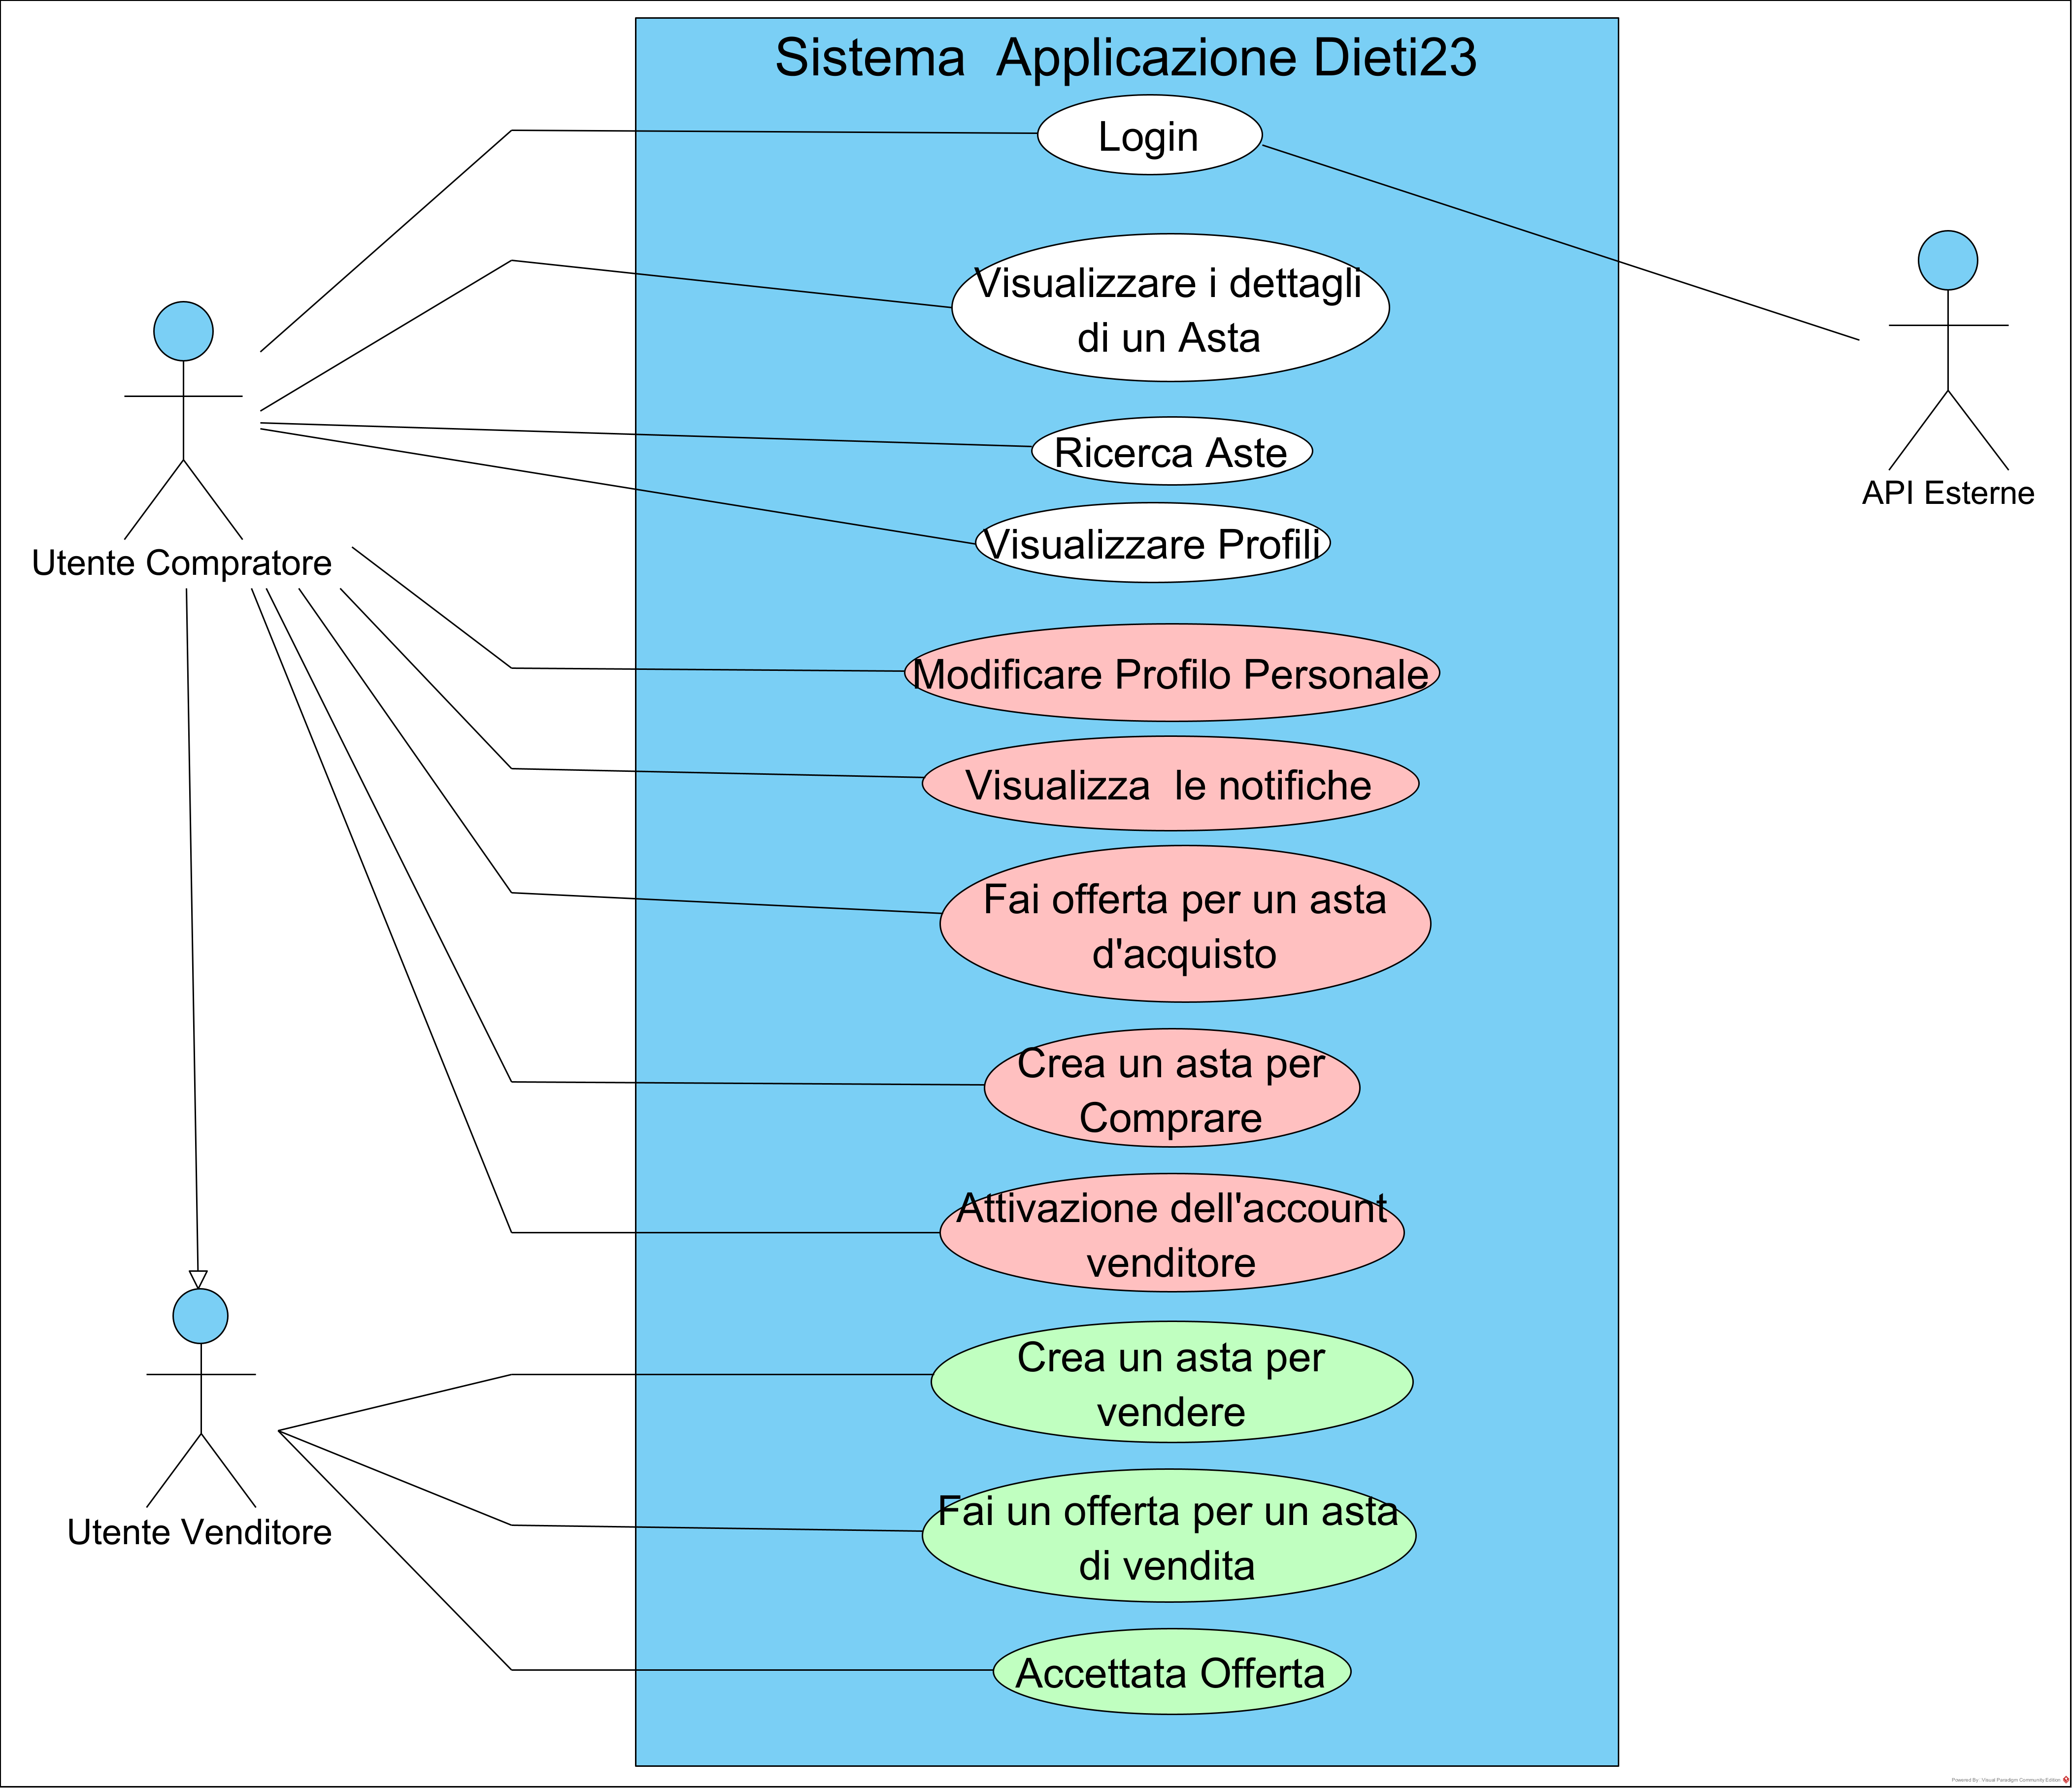 Sistema  Applicazione Dieti23
Login
Visualizzare i dettagli
di un Asta
Ricerca Aste
API Esterne
Visualizzare Profili
Utente Compratore
Modificare Profilo Personale
Visualizza  le notifiche
Fai offerta per un asta
d'acquisto
Crea un asta per
Comprare
Attivazione dell'account
venditore
Crea un asta per
vendere
Fai un offerta per un asta
di vendita
Utente Venditore
Accettata Offerta
Powered By: Visual Paradigm Community Edition